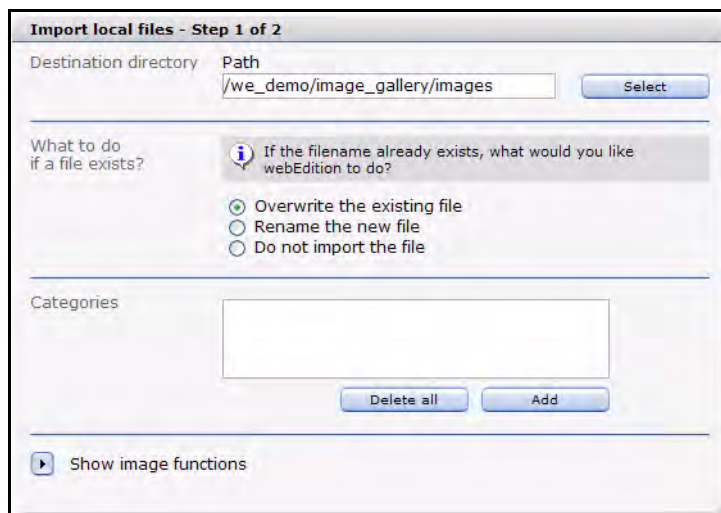 Import local files - Step 1 of 2
Destination directory
Path
/we_demo/image_gallery/images
Select
What to do
if a file exists?
If the filename already exists, what would you like
webEdition to do?
Overwrite the existing file
Rename the new file
Do not import the file
Categories
Delete all
Add
Show image functions